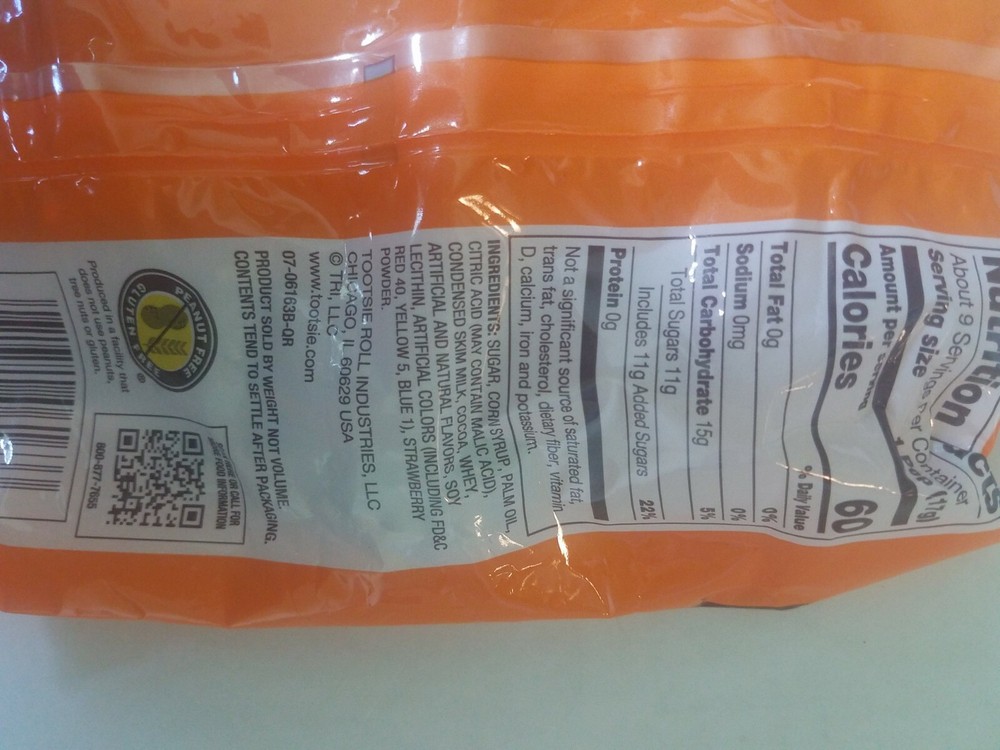 Nutrition Facts
About 9 Servings Per Container
Serving size 1 Pop (17g)
Amount per serving
Calories 60
% Daily Value
Total Fat 0g 0%
Sodium 0mg 0%
Total Carbohydrate 15g 5%
Total Sugars 11g
Includes 11g Added Sugars 22%
Protein 0g
Not a significant source of saturated fat,
trans fat, cholesterol, dietary fiber, vitamin
D, calcium, iron and potassium.
INGREDIENTS: SUGAR, CORN SYRUP, PALM OIL,
CITRIC ACID (MAY CONTAIN MALIC ACID),
CONDENSED SKIM MILK, COCOA, WHEY,
ARTIFICIAL AND NATURAL FLAVORS, SOY
LECITHIN, ARTIFICIAL COLORS (INCLUDING FD&C
RED 40, YELLOW 5, BLUE 1), STRAWBERRY
POWDER.
TOOTSIE ROLL INDUSTRIES, LLC
CHICAGO, IL 60629 USA
© TRI, LLC
www.tootsie.com
07-061638-QR
PRODUCT SOLD BY WEIGHT NOT VOLUME.
CONTENTS TEND TO SETTLE AFTER PACKAGING.
PEANUT FREE
GLUTEN FREE
®
Produced in a facility that
does not use peanuts,
tree nuts or gluten.
OR CALL FOR
MORE FOOD INFORMATION
800-877-7655